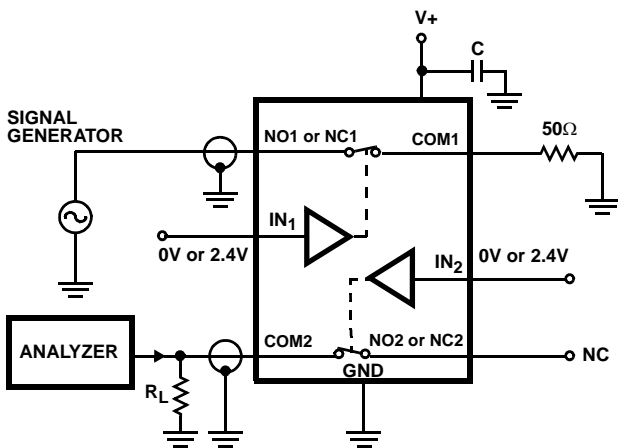 V+
C
SIGNAL
GENERATOR
NO1 or NC1
COM1
50Ω
IN1
0V or 2.4V
IN2
0V or 2.4V
ANALYZER
COM2
NO2 or NC2
NC
GND
RL